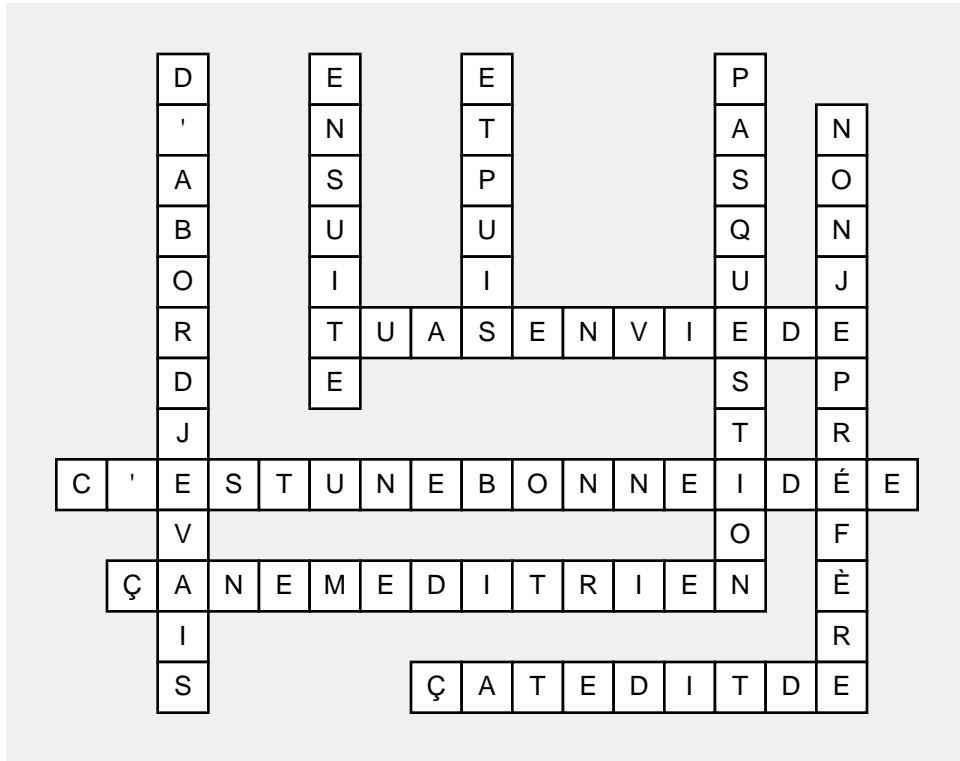 D'ABORDJEVAIS
ENSUITE
ETPUIS
PASQUESTION
NONJEPRÉFÈRE
TUASENVIEDE
C'ESTUNEBONNEIDÉE
ÇANEMEDITRIEN
ÇATEDITDE